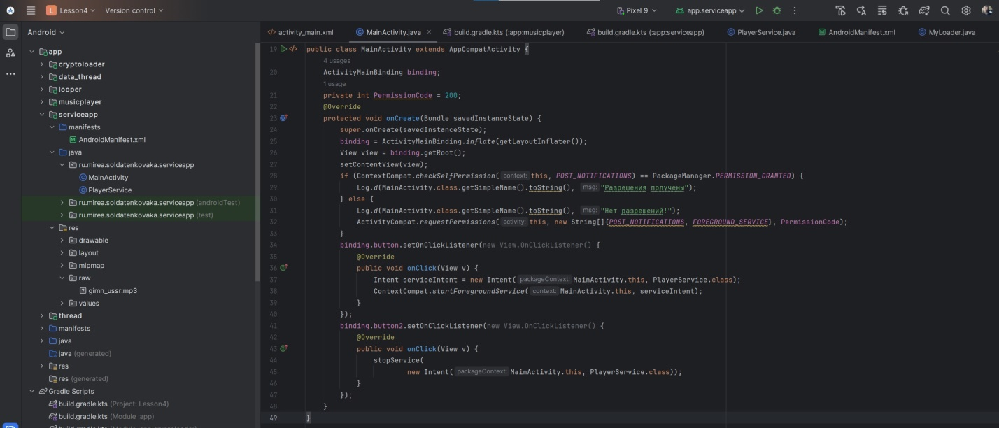 L Lesson4 Version control Pixel 9 app.serviceapp
Android
activity_main.xml MainActivity.java build.gradle.kts (:app:musicplayer) build.gradle.kts (:app:serviceapp) PlayerService.java AndroidManifest.xml MyLoader.java
app
cryptoloader
data_thread
looper
musicplayer
serviceapp
manifests
AndroidManifest.xml
java
ru.mirea.soldatenkovaka.serviceapp
MainActivity
PlayerService
ru.mirea.soldatenkovaka.serviceapp (androidTest)
ru.mirea.soldatenkovaka.serviceapp (test)
res
drawable
layout
mipmap
raw
gimn_ussr.mp3
values
thread
manifests
java
java (generated)
res
res (generated)
Gradle Scripts
build.gradle.kts (Project: Lesson4)
build.gradle.kts (Module :app)
19 public class MainActivity extends AppCompatActivity {
4 usages
20 ActivityMainBinding binding;
1 usage
21 private int PermissionCode = 200;
22 @Override
23 protected void onCreate(Bundle savedInstanceState) {
24 super.onCreate(savedInstanceState);
25 binding = ActivityMainBinding.inflate(getLayoutInflater());
26 View view = binding.getRoot();
27 setContentView(view);
28 if (ContextCompat.checkSelfPermission( context: this, POST_NOTIFICATIONS) == PackageManager.PERMISSION_GRANTED) {
29 Log.d(MainActivity.class.getSimpleName().toString(), msg: "Разрешения получены");
30 } else {
31 Log.d(MainActivity.class.getSimpleName().toString(), msg: "Нет разрешений!");
32 ActivityCompat.requestPermissions( activity: this, new String[]{POST_NOTIFICATIONS, FOREGROUND_SERVICE}, PermissionCode);
33 }
34 binding.button.setOnClickListener(new View.OnClickListener() {
35 @Override
36 public void onClick(View v) {
37 Intent serviceIntent = new Intent( packageContext: MainActivity.this, PlayerService.class);
38 ContextCompat.startForegroundService( context: MainActivity.this, serviceIntent);
39 }
40 });
41 binding.button2.setOnClickListener(new View.OnClickListener() {
42 @Override
43 public void onClick(View v) {
44 stopService(
45 new Intent( packageContext: MainActivity.this, PlayerService.class));
46 }
47 });
48 }
49 }